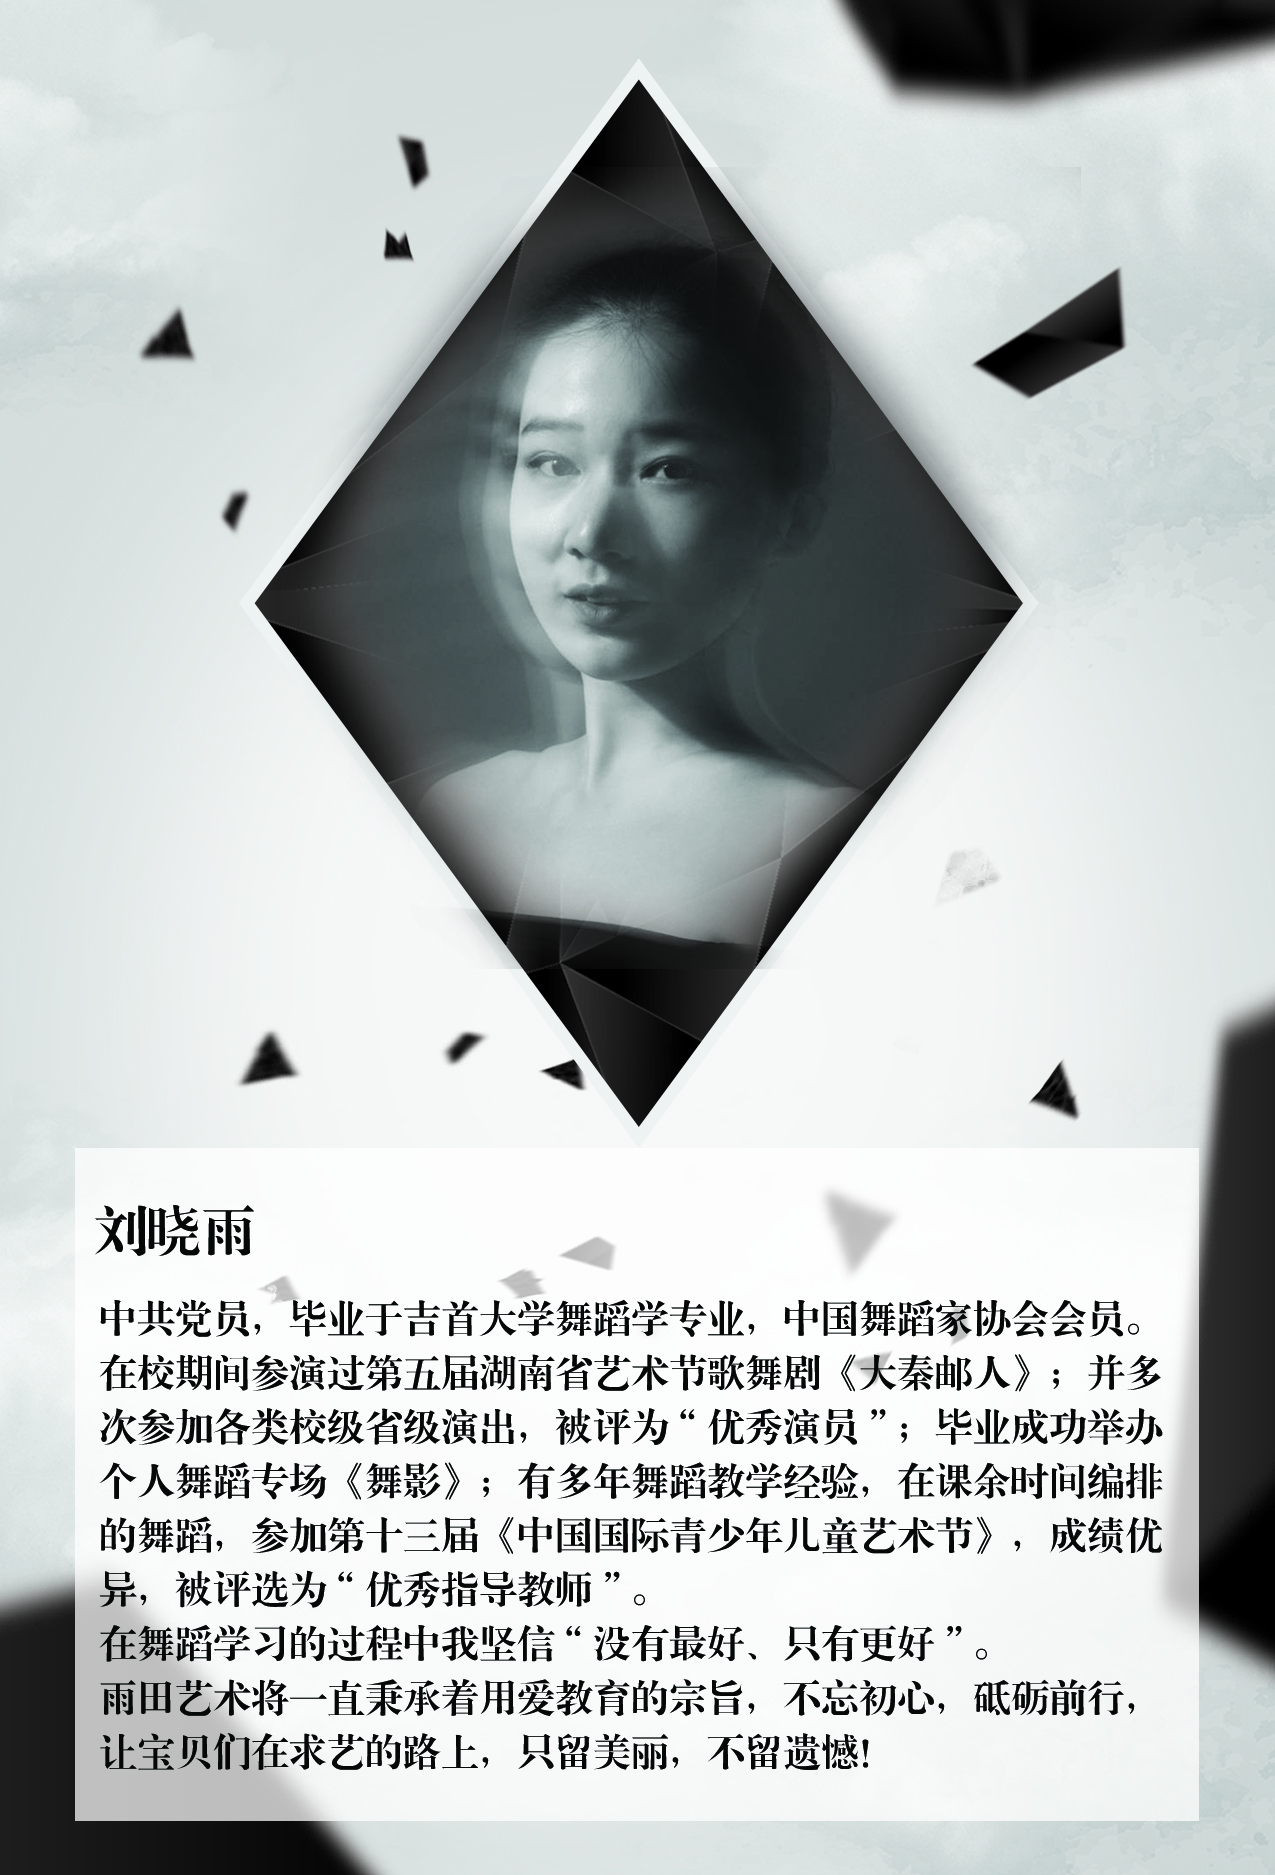 刘晓雨
中共党员，毕业于吉首大学舞蹈学专业，中国舞蹈家协会会员。
在校期间参演过第五届湖南省艺术节歌舞剧《大秦邮人》；并多
次参加各类校级省级演出，被评为“优秀演员”；毕业成功举办
个人舞蹈专场《舞影》；有多年舞蹈教学经验，在课余时间编排
的舞蹈，参加第十三届《中国国际青少年儿童艺术节》，成绩优
异，被评选为“优秀指导教师”。
在舞蹈学习的过程中我坚信“没有最好、只有更好”。
雨田艺术将一直秉承着用爱教育的宗旨，不忘初心，砥砺前行，
让宝贝们在求艺的路上，只留美丽，不留遗憾！